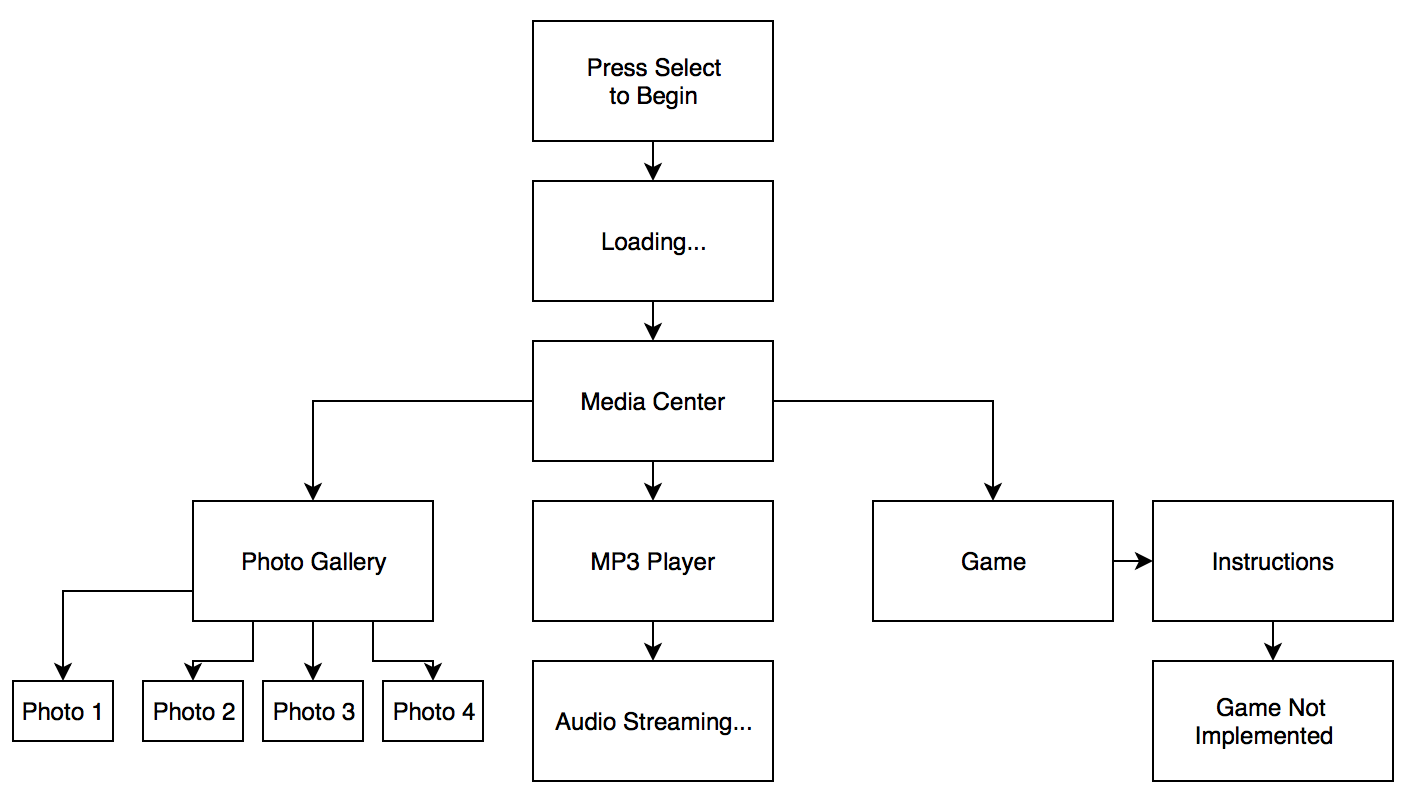 Press Select
to Begin
Loading...
Media Center
Photo Gallery
MP3 Player
Game
Instructions
Photo 1
Photo 2
Photo 3
Photo 4
Audio Streaming...
Game Not
Implemented